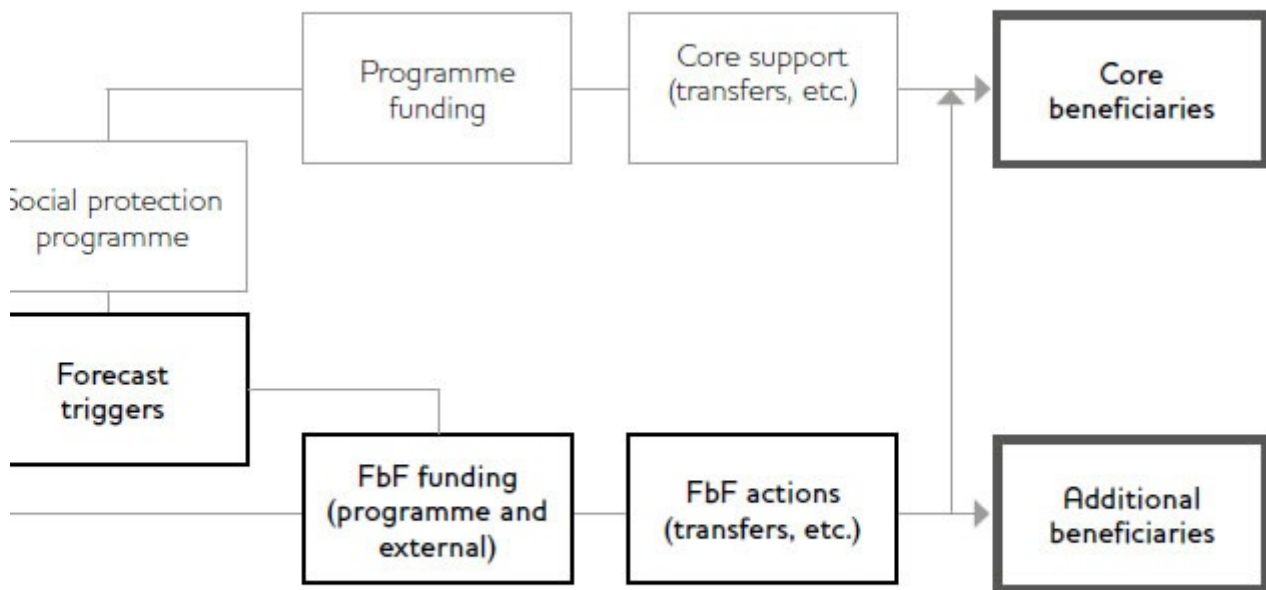 Programme
funding
Core support
(transfers, etc.)
Core
beneficiaries
Social protection
programme
Forecast
triggers
FbF funding
(programme and
external)
FbF actions
(transfers, etc.)
Additional
beneficiaries